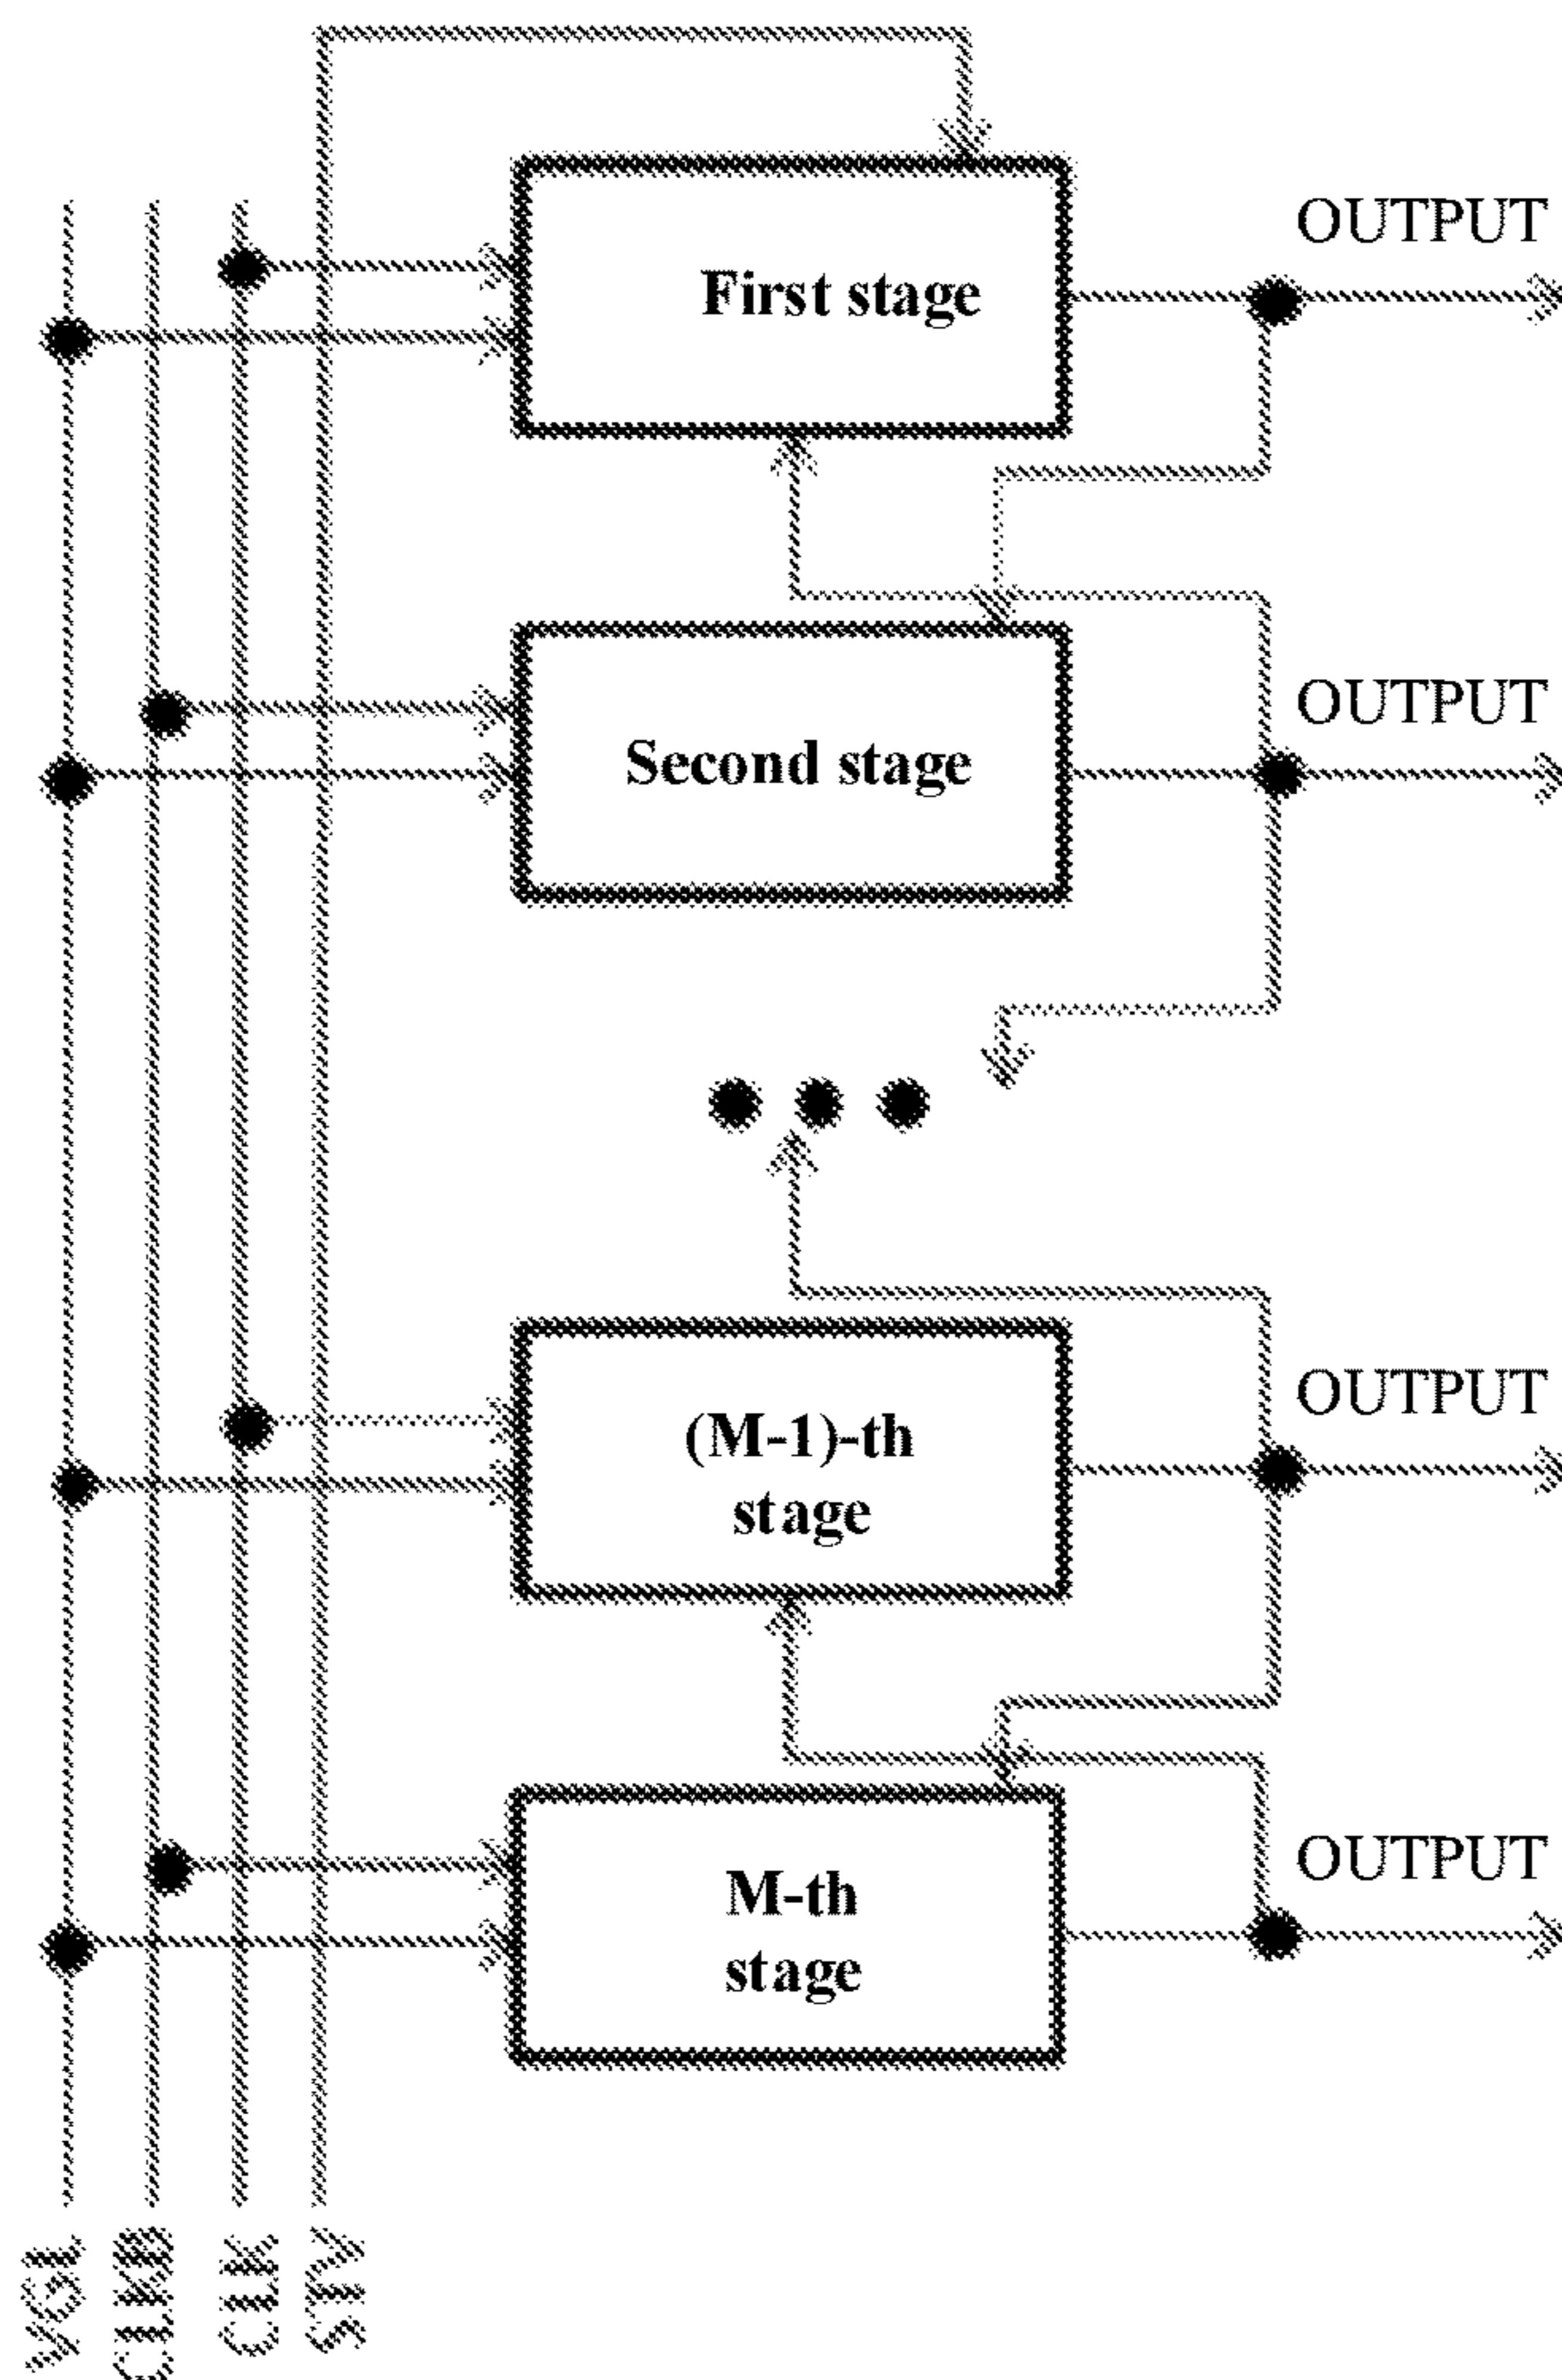 OUTPUT
First stage
OUTPUT
Second stage
OUTPUT
(M-1)-th
stage
OUTPUT
M-th
stage
VGL
CLKB
CLK
STV